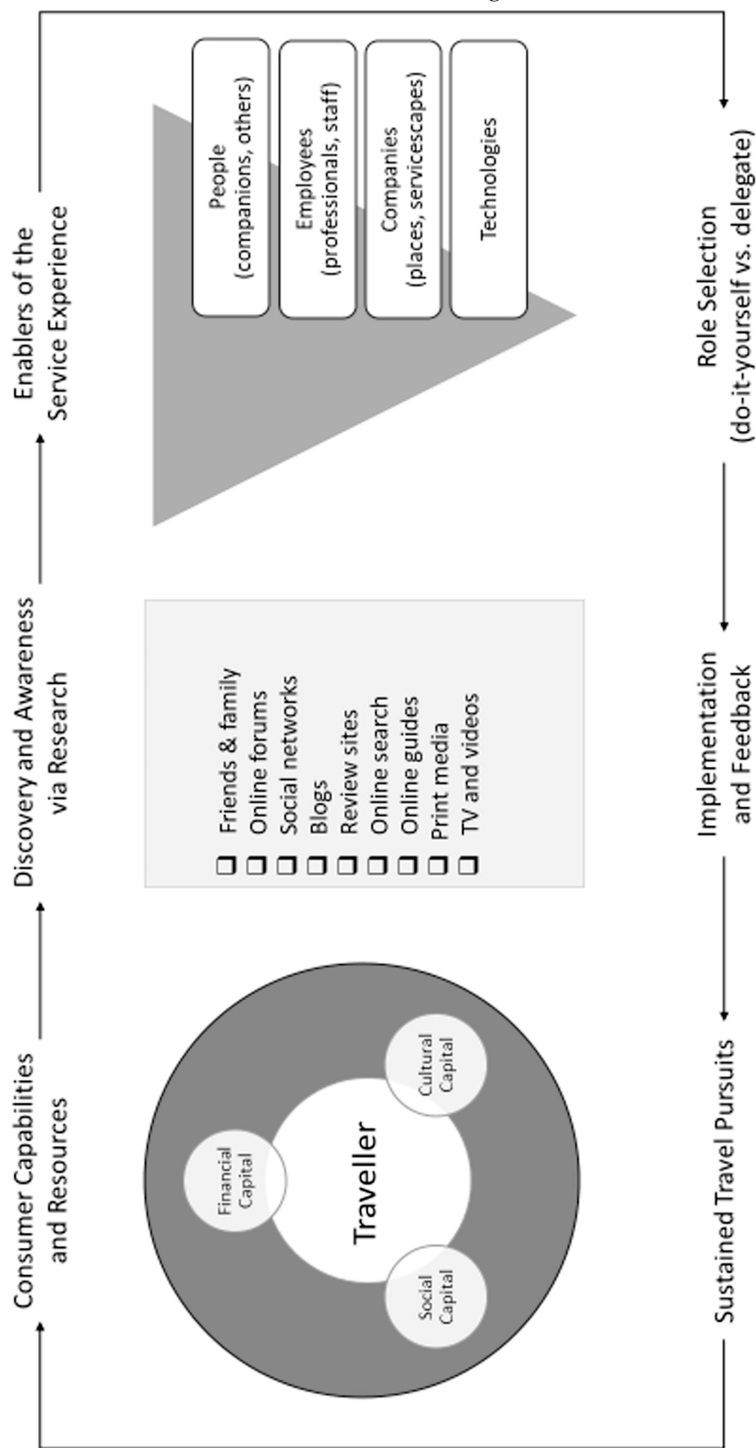 Consumer Capabilities
and Resources
Discovery and Awareness
via Research
Enablers of the
Service Experience
Financial
Capital
Traveller
Social
Capital
Cultural
Capital
❑ Friends & family
❑ Online forums
❑ Social networks
❑ Blogs
❑ Review sites
❑ Online search
❑ Online guides
❑ Print media
❑ TV and videos
People
(companions, others)
Employees
(professionals, staff)
Companies
(places, servicescapes)
Technologies
Sustained Travel Pursuits
Implementation
and Feedback
Role Selection
(do-it-yourself vs. delegate)